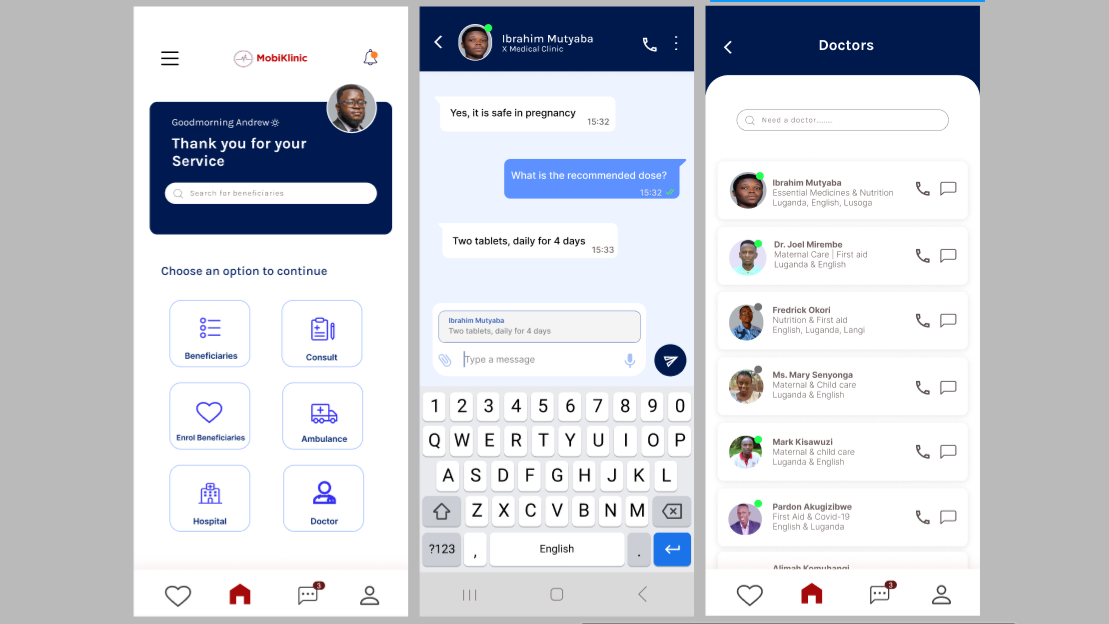 MobiKlinic
Goodmorning Andrew
Thank you for your
Service
Search for beneficiaries
Choose an option to continue
Beneficiaries
Consult
Enrol Beneficiaries
Ambulance
Hospital
Doctor
3
Ibrahim Mutyaba
X Medical Clinic
Yes, it is safe in pregnancy
15:32
What is the recommended dose?
15:32
Two tablets, daily for 4 days
15:33
Ibrahim Mutyaba
Two tablets, daily for 4 days
Type a message
1 2 3 4 5 6 7 8 9 0
Q W E R T Y U I O P
A S D F G H J K L
Z X C V B N M
?123 , English .
Doctors
Need a doctor.......
Ibrahim Mutyaba
Essential Medicines & Nutrition
Luganda, English, Lusoga
Dr. Joel Mirembe
Maternal Care | First aid
Luganda & English
Fredrick Okori
Nutrition & First aid
English, Luganda, Langi
Ms. Mary Senyonga
Maternal & Child care
Luganda & English
Mark Kisawuzi
Maternal & child care
Luganda & English
Pardon Akugizibwe
First Aid & Covid-19
English & Luganda
Alimah Komuhangi
3